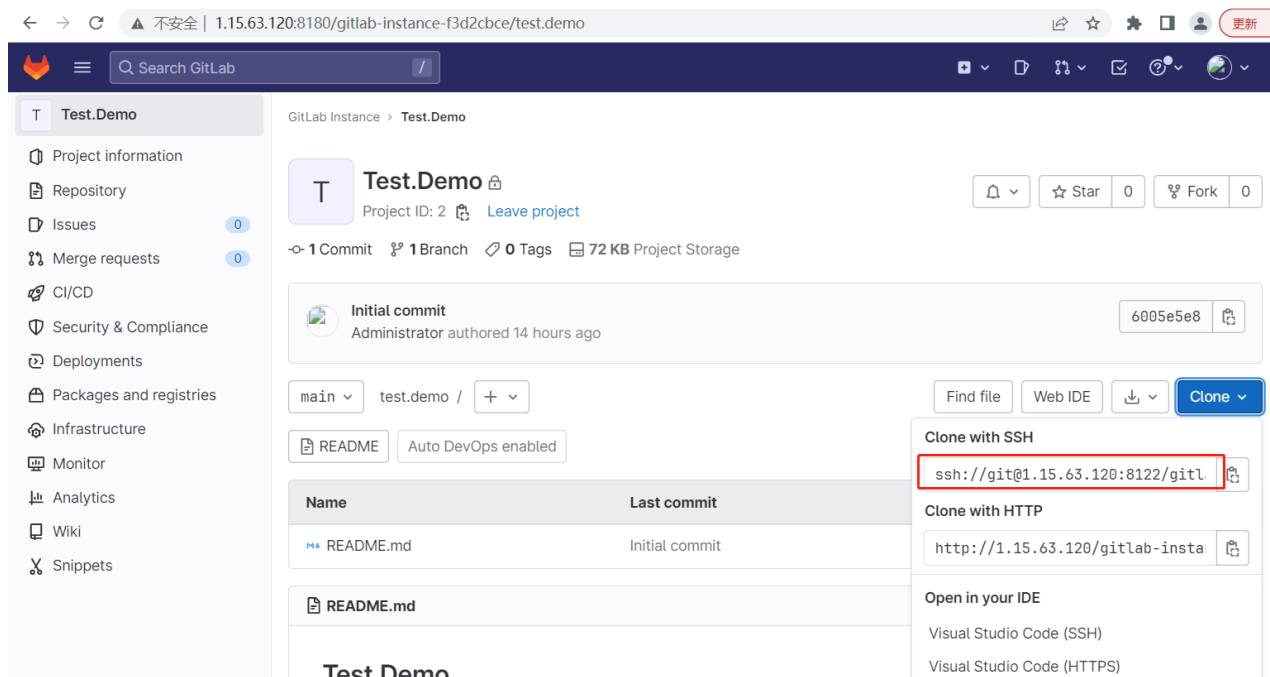 不安全 | 1.15.63.120:8180/gitlab-instance-f3d2cbce/test.demo 更新
Search GitLab /
T Test.Demo
Project information
Repository
Issues 0
Merge requests 0
CI/CD
Security & Compliance
Deployments
Packages and registries
Infrastructure
Monitor
Analytics
Wiki
Snippets
GitLab Instance > Test.Demo
T
Test.Demo
Project ID: 2 Leave project
Star 0 Fork 0
1 Commit 1 Branch 0 Tags 72 KB Project Storage
Initial commit
Administrator authored 14 hours ago
6005e5e8
main test.demo / +
Find file Web IDE Clone
README Auto DevOps enabled
Name Last commit
README.md Initial commit
README.md
Test Demo
Clone with SSH
ssh://git@1.15.63.120:8122/gitl
Clone with HTTP
http://1.15.63.120/gitlab-insta
Open in your IDE
Visual Studio Code (SSH)
Visual Studio Code (HTTPS)